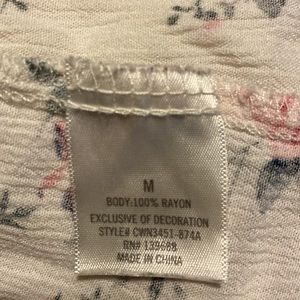 M
BODY:100% RAYON
EXCLUSIVE OF DECORATION
STYLE# CWN3451-874A
RN# 139688
MADE IN CHINA